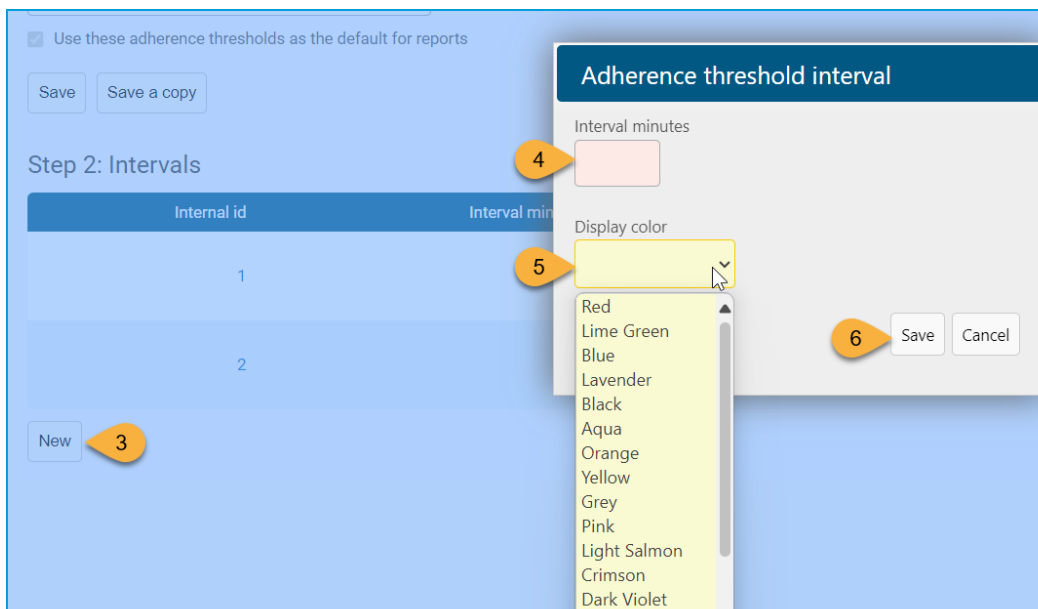 Use these adherence thresholds as the default for reports
Save Save a copy
Step 2: Intervals
Internal id Interval min
1
2
New 3
Adherence threshold interval
Interval minutes
4
Display color
5
Red
Lime Green
Blue
Lavender
Black
Aqua
Orange
Yellow
Grey
Pink
Light Salmon
Crimson
Dark Violet
6 Save Cancel